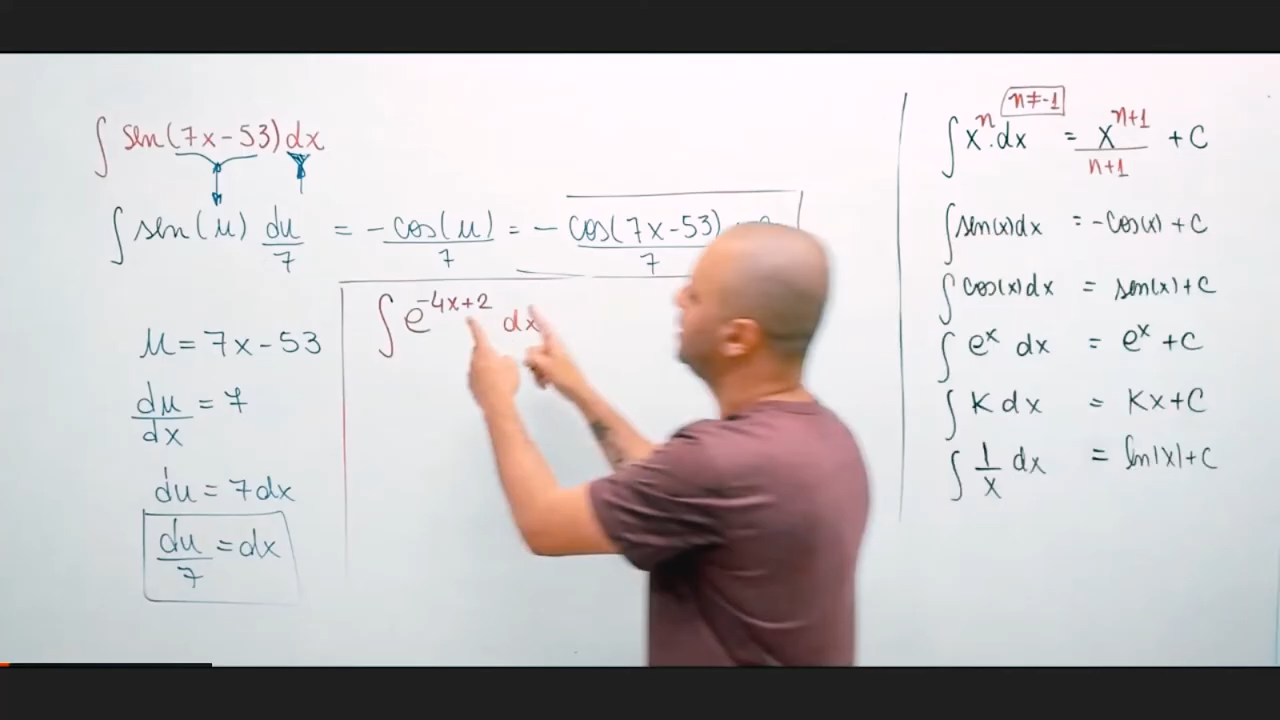 ∫ sen(7x-53)dx
∫ sen(u) du/7 = -cos(u)/7 = - cos(7x-53)/7
u = 7x-53
du/dx = 7
du = 7dx
du/7 = dx
∫ e^(-4x+2) dx
n≠-1
∫ x^n.dx = x^(n+1)/(n+1) + C
∫ sen(x)dx = -cos(x)+C
∫ cos(x)dx = sen(x)+C
∫ e^x dx = e^x +C
∫ K dx = Kx+C
∫ 1/x dx = ln|x|+C